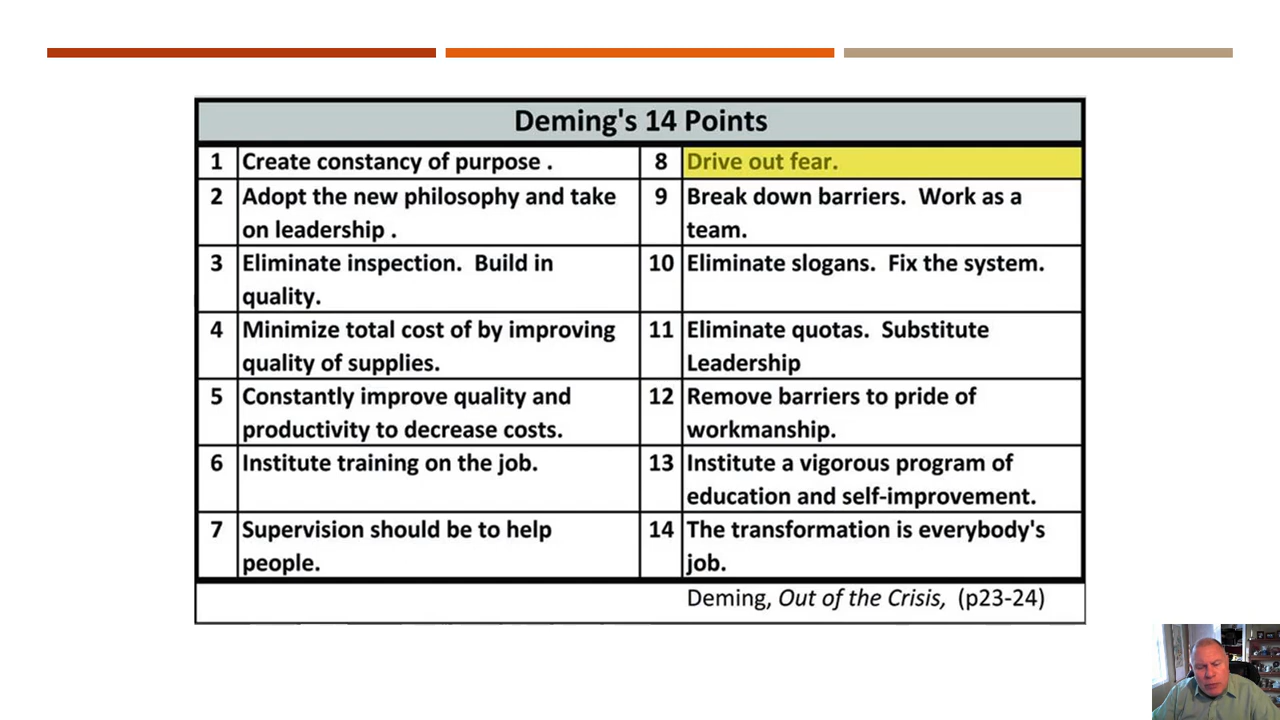 Deming's 14 Points
1 Create constancy of purpose .
2 Adopt the new philosophy and take
on leadership .
3 Eliminate inspection.  Build in
quality.
4 Minimize total cost of by improving
quality of supplies.
5 Constantly improve quality and
productivity to decrease costs.
6 Institute training on the job.
7 Supervision should be to help
people.
8 Drive out fear.
9 Break down barriers.  Work as a
team.
10 Eliminate slogans.  Fix the system.
11 Eliminate quotas.  Substitute
Leadership
12 Remove barriers to pride of
workmanship.
13 Institute a vigorous program of
education and self-improvement.
14 The transformation is everybody's
job.
Deming, Out of the Crisis,  (p23-24)